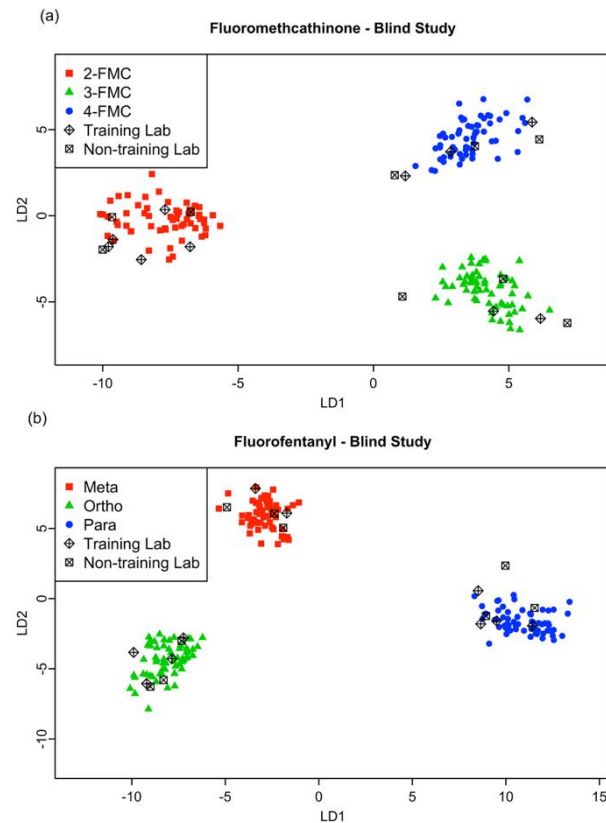 (a)
Fluoromethcathinone - Blind Study
2-FMC
3-FMC
4-FMC
Training Lab
Non-training Lab
5
0
-5
LD2
-10
-5
0
5
LD1
(b)
Fluorofentanyl - Blind Study
Meta
Ortho
Para
Training Lab
Non-training Lab
5
0
-5
-10
LD2
-10
-5
0
5
10
15
LD1